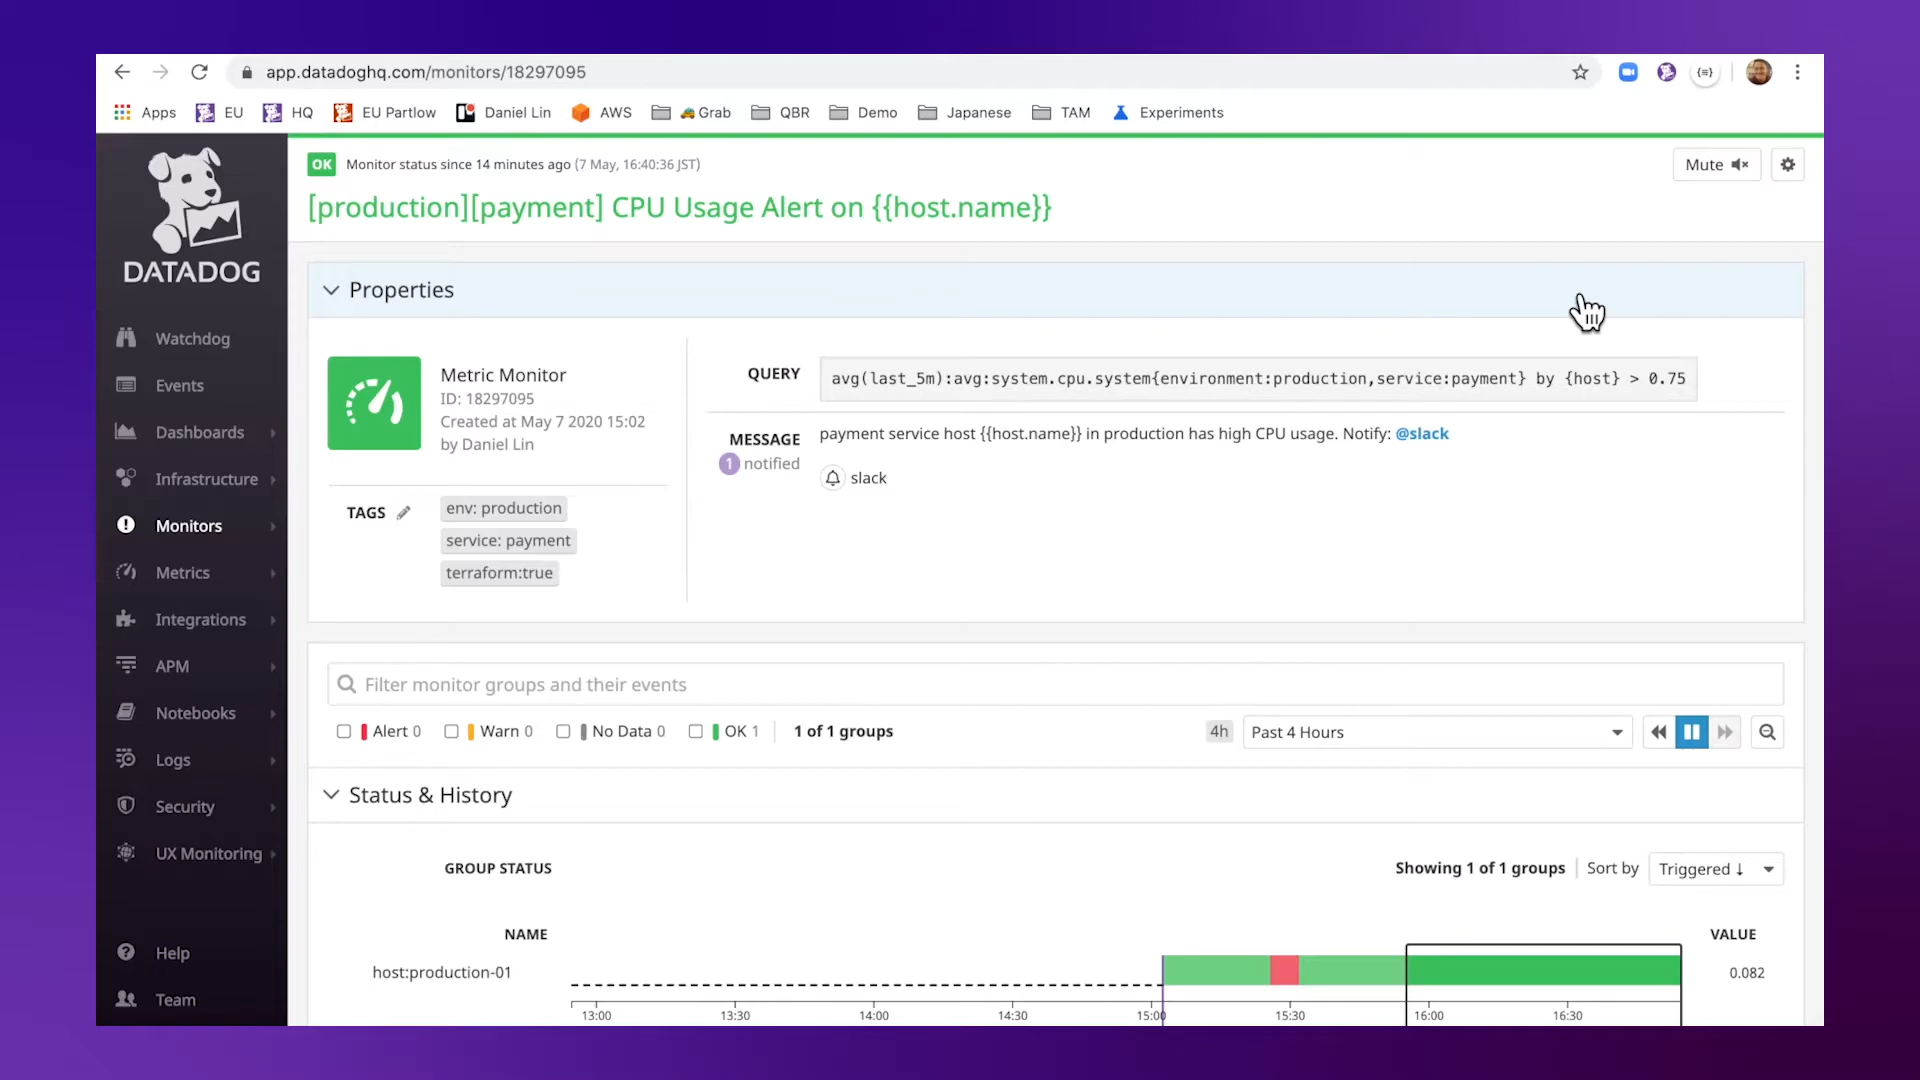 app.datadoghq.com/monitors/18297095
Apps EU HQ EU Partlow Daniel Lin AWS Grab QBR Demo Japanese TAM Experiments
DATADOG
Watchdog
Events
Dashboards
Infrastructure
Monitors
Metrics
Integrations
APM
Notebooks
Logs
Security
UX Monitoring
Help
Team
OK Monitor status since 14 minutes ago (7 May, 16:40:36 JST)
Mute
[production][payment] CPU Usage Alert on {{host.name}}
Properties
Metric Monitor
ID: 18297095
Created at May 7 2020 15:02
by Daniel Lin
TAGS
env: production
service: payment
terraform:true
QUERY avg(last_5m):avg:system.cpu.system{environment:production,service:payment} by {host} > 0.75
MESSAGE payment service host {{host.name}} in production has high CPU usage. Notify: @slack
1 notified
slack
Filter monitor groups and their events
Alert 0 Warn 0 No Data 0 OK 1 1 of 1 groups
4h Past 4 Hours
Status & History
GROUP STATUS
Showing 1 of 1 groups Sort by Triggered ↓
NAME VALUE
host:production-01 0.082
13:00 13:30 14:00 14:30 15:00 15:30 16:00 16:30